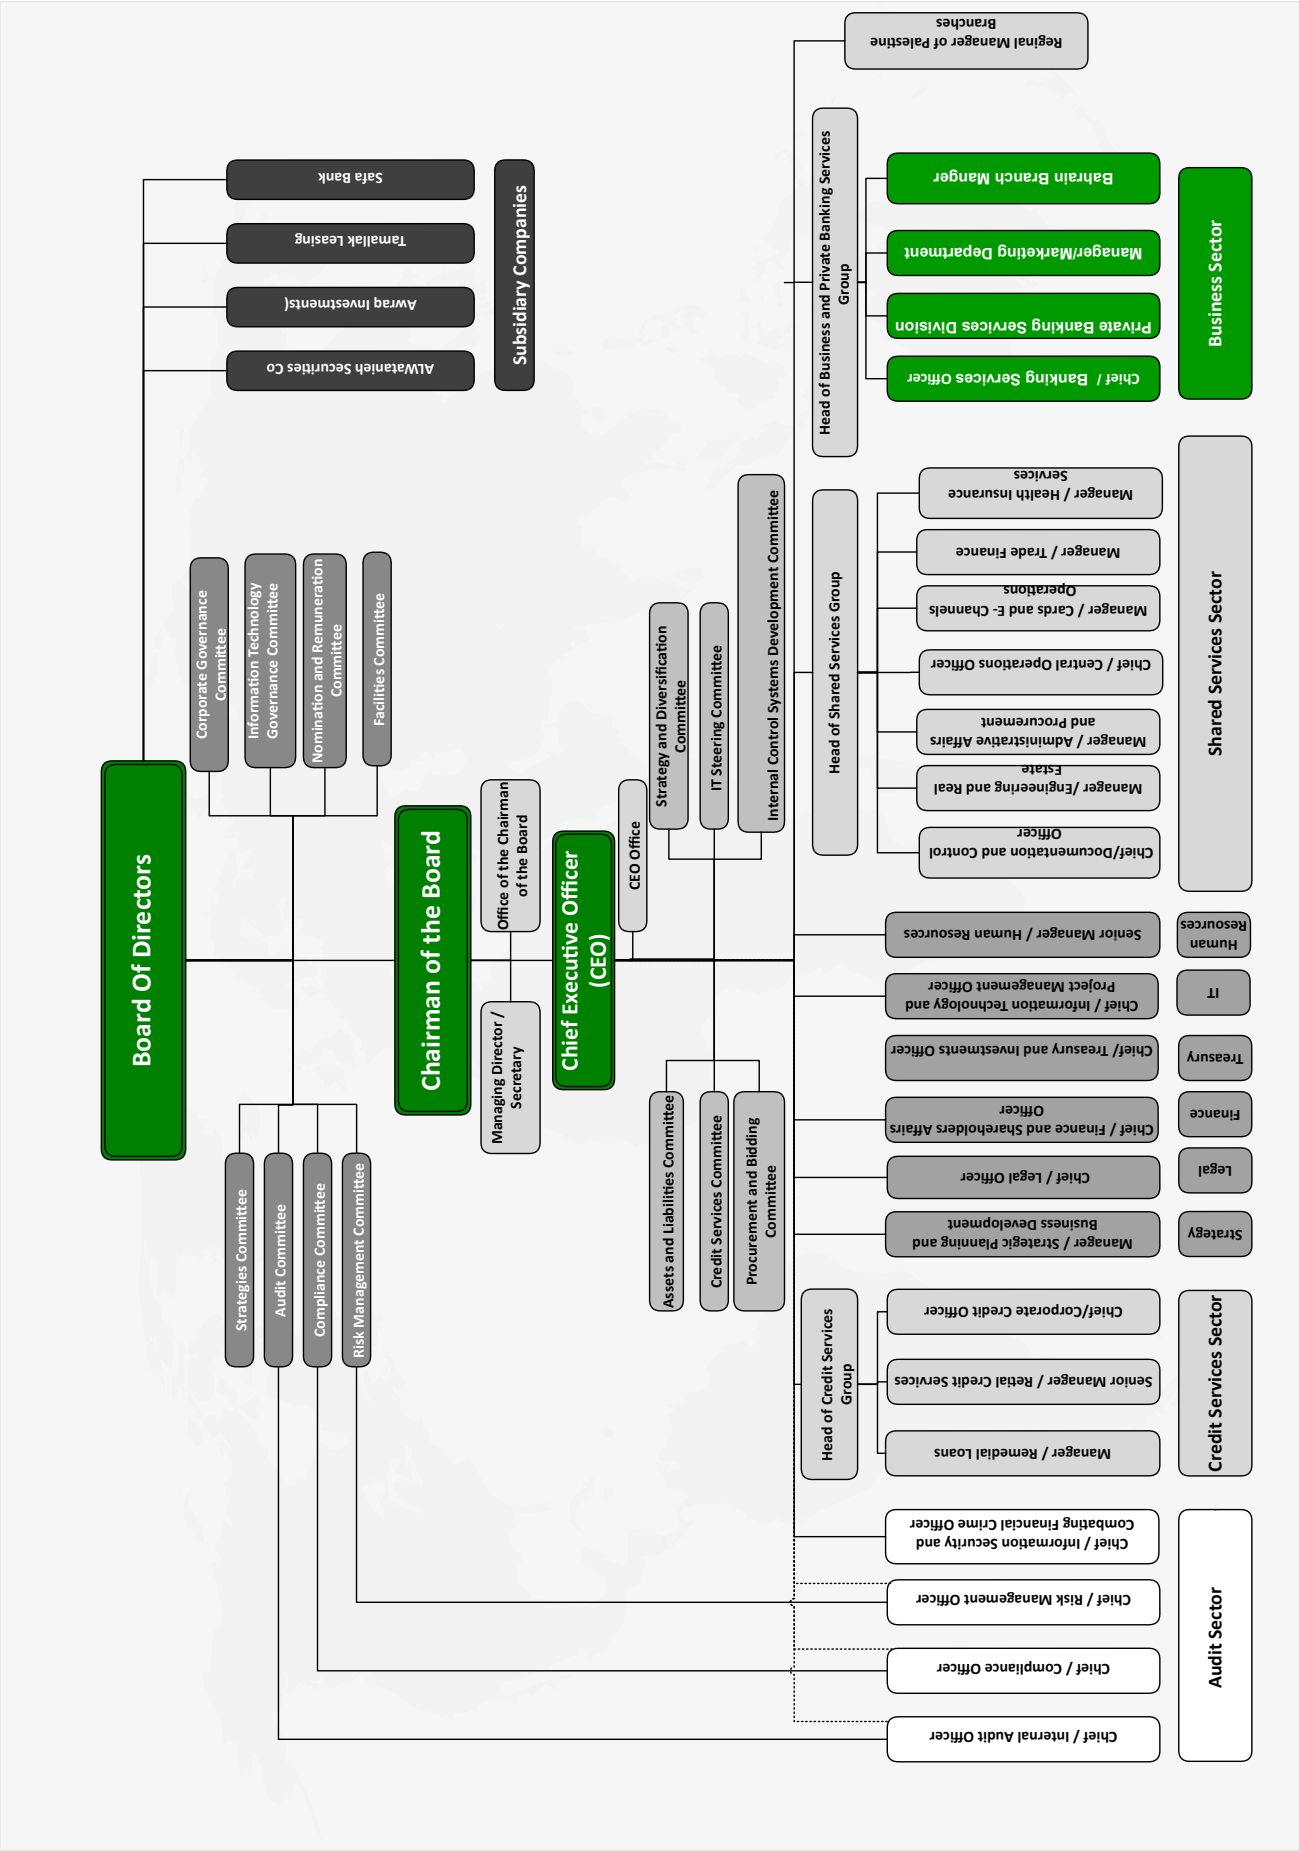 Board Of Directors
Safa Bank
Tamallak Leasing
Awraq Investments(
ALWatanieh Securities Co
Subsidiary Companies
Strategies Committee
Audit Committee
Compliance Committee
Risk Management Committee
Corporate Governance
Committee
Information Technology
Governance Committee
Nomination and Remuneration
Committee
Facilities Committee
Chairman of the Board
Managing Director /
Secretary
Office of the Chairman
of the Board
Chief Executive Officer
(CEO)
CEO Office
Assets and Liabilities Committee
Credit Services Committee
Procurement and Bidding
Committee
Strategy and Diversification
Committee
IT Steering Committee
Internal Control Systems Development Committee
Head of Credit Services
Group
Head of Shared Services Group
Head of Business and Private Banking Services
Group
Reginal Manager of Palestine
Branches
Chief / Internal Audit Officer
Chief / Compliance Officer
Chief / Risk Management Officer
Chief / Information Security and
Combating Financial Crime Officer
Manager / Remedial Loans
Senior Manager / Retial Credit Services
Chief/Corporate Credit Officer
Manager / Strategic Planning and
Business Development
Chief / Legal Officer
Chief / Finance and Shareholders Affairs
Officer
Chief/ Treasury and Investments Officer
Chief / Information Technology and
Project Management Officer
Senior Manager / Human Resources
Chief/Documentation and Control
Officer
Manager /Engineering and Real
Estate
Manager / Administrative Affairs
and Procurement
Chief / Central Operations Officer
Manager / Cards and E- Channels
Operations
Manager / Trade Finance
Manager / Health Insurance
Services
Chief / Banking Services Officer
Private Banking Services Division
Manager/Marketing Department
Bahrain Branch Manger
Audit Sector
Credit Services Sector
Strategy
Legal
Finance
Treasury
IT
Human
Resources
Shared Services Sector
Business Sector